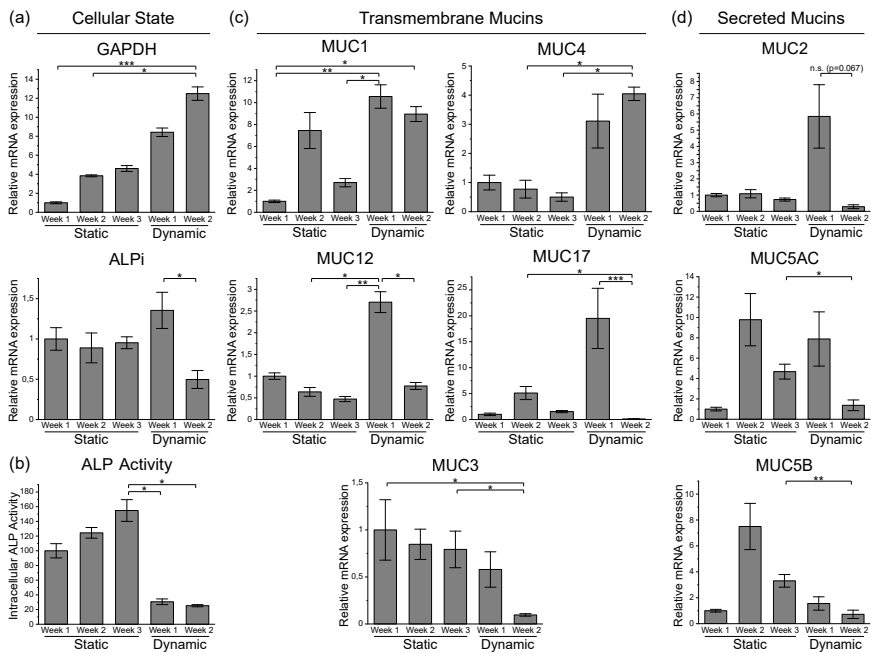 (a) Cellular State
GAPDH
Relative mRNA expression
14
12
10
8
6
4
2
0
***
*
Week 1 Week 2 Week 3 Week 1 Week 2
Static Dynamic
ALPi
Relative mRNA expression
1,5
1
0,5
*
Week 1 Week 2 Week 3 Week 1 Week 2
Static Dynamic
(b) ALP Activity
Intracellular ALP Activity
180
160
140
120
100
80
60
40
20
0
*
*
Week 1 Week 2 Week 3 Week 1 Week 2
Static Dynamic
(c) Transmembrane Mucins
MUC1
Relative mRNA expression
10
8
6
4
2
0
*
**
*
Week 1 Week 2 Week 3 Week 1 Week 2
Static Dynamic
MUC4
Relative mRNA expression
5
4
3
2
1
0
*
*
Week 1 Week 2 Week 3 Week 1 Week 2
Static Dynamic
MUC12
Relative mRNA expression
3,5
3
2,5
2
1,5
1
0,5
0
* *
**
Week 1 Week 2 Week 3 Week 1 Week 2
Static Dynamic
MUC17
Relative mRNA expression
25
20
15
10
5
0
*
***
Week 1 Week 2 Week 3 Week 1 Week 2
Static Dynamic
MUC3
Relative mRNA expression
1,5
1
0,5
0
*
*
Week 1 Week 2 Week 3 Week 1 Week 2
Static Dynamic
(d) Secreted Mucins
MUC2
Relative mRNA expression
8
7
6
5
4
3
2
1
0
n.s. (p=0.067)
Week 1 Week 2 Week 3 Week 1 Week 2
Static Dynamic
MUC5AC
Relative mRNA expression
14
12
10
8
6
4
2
0
*
Week 1 Week 2 Week 3 Week 1 Week 2
Static Dynamic
MUC5B
Relative mRNA expression
10
8
6
4
2
0
**
Week 1 Week 2 Week 3 Week 1 Week 2
Static Dynamic